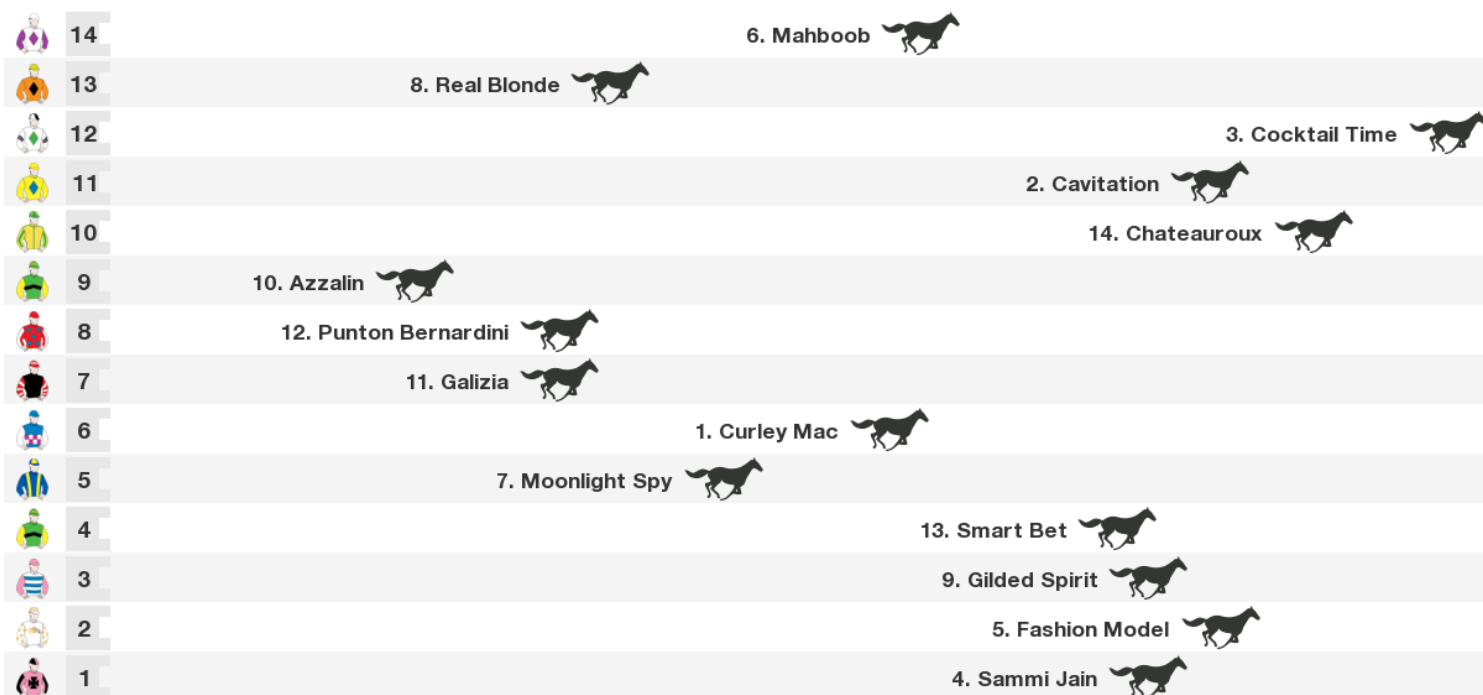 14 6. Mahboob
13 8. Real Blonde
12 3. Cocktail Time
11 2. Cavitation
10 14. Chateauroux
9 10. Azzalin
8 12. Punton Bernardini
7 11. Galizia
6 1. Curley Mac
5 7. Moonlight Spy
4 13. Smart Bet
3 9. Gilded Spirit
2 5. Fashion Model
1 4. Sammi Jain